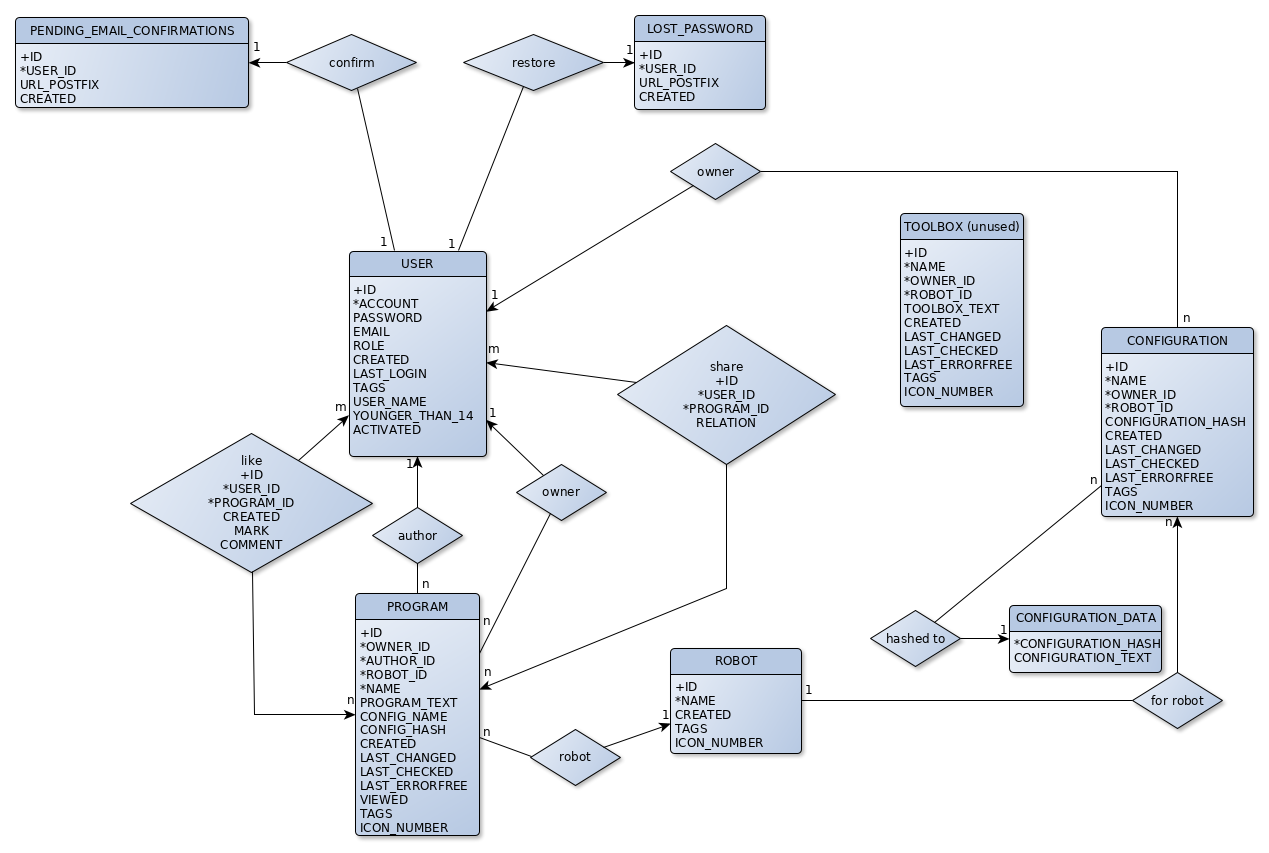 PENDING_EMAIL_CONFIRMATIONS
+ID
*USER_ID
URL_POSTFIX
CREATED
1
confirm
restore
1
LOST_PASSWORD
+ID
*USER_ID
URL_POSTFIX
CREATED
owner
1
1
USER
+ID
*ACCOUNT
PASSWORD
EMAIL
ROLE
CREATED
LAST_LOGIN
TAGS
USER_NAME
YOUNGER_THAN_14
ACTIVATED
1
m
1
m
1
TOOLBOX (unused)
+ID
*NAME
*OWNER_ID
*ROBOT_ID
TOOLBOX_TEXT
CREATED
LAST_CHANGED
LAST_CHECKED
LAST_ERRORFREE
TAGS
ICON_NUMBER
n
CONFIGURATION
+ID
*NAME
*OWNER_ID
*ROBOT_ID
CONFIGURATION_HASH
CREATED
LAST_CHANGED
LAST_CHECKED
LAST_ERRORFREE
TAGS
ICON_NUMBER
n
n
share
+ID
*USER_ID
*PROGRAM_ID
RELATION
like
+ID
*USER_ID
*PROGRAM_ID
CREATED
MARK
COMMENT
author
owner
n
n
n
n
n
PROGRAM
+ID
*OWNER_ID
*AUTHOR_ID
*ROBOT_ID
*NAME
PROGRAM_TEXT
CONFIG_NAME
CONFIG_HASH
CREATED
LAST_CHANGED
LAST_CHECKED
LAST_ERRORFREE
VIEWED
TAGS
ICON_NUMBER
robot
1
ROBOT
+ID
*NAME
CREATED
TAGS
ICON_NUMBER
1
hashed to
1
CONFIGURATION_DATA
*CONFIGURATION_HASH
CONFIGURATION_TEXT
for robot